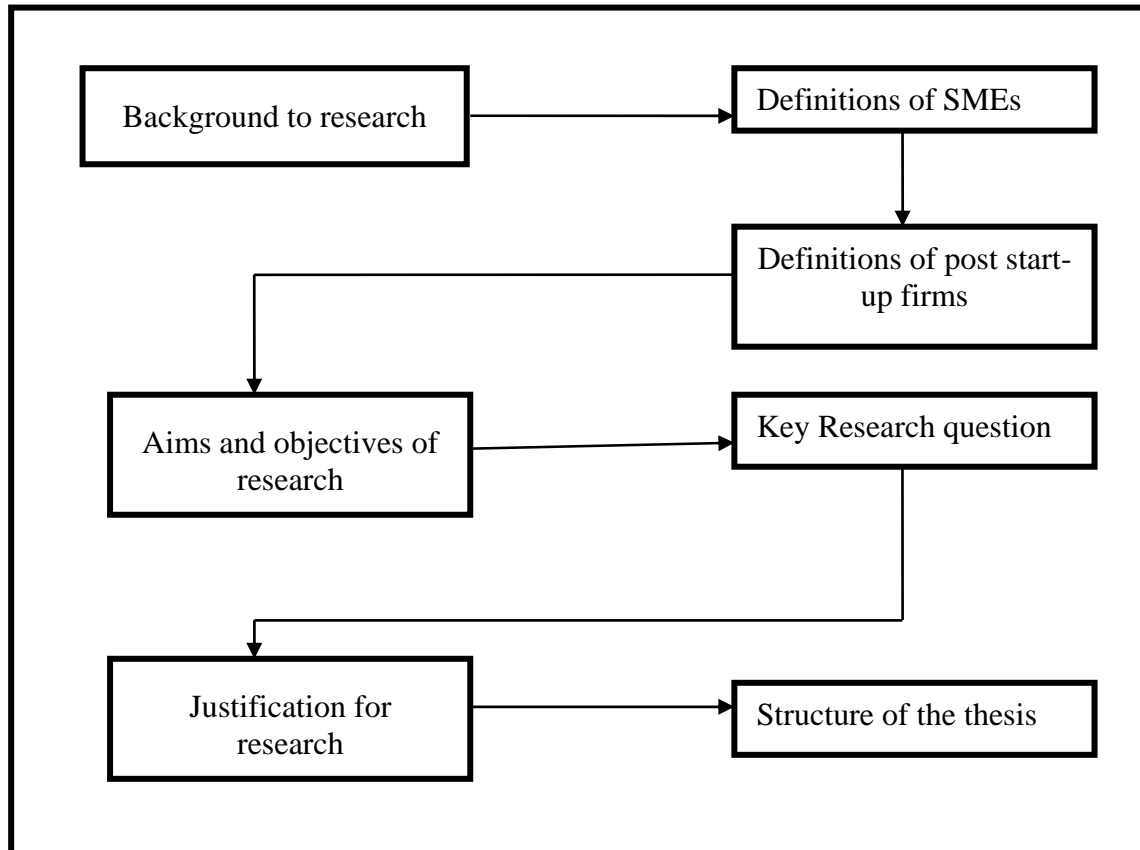 Background to research
Definitions of SMEs
Definitions of post start-
up firms
Aims and objectives of
research
Key Research question
Justification for
research
Structure of the thesis